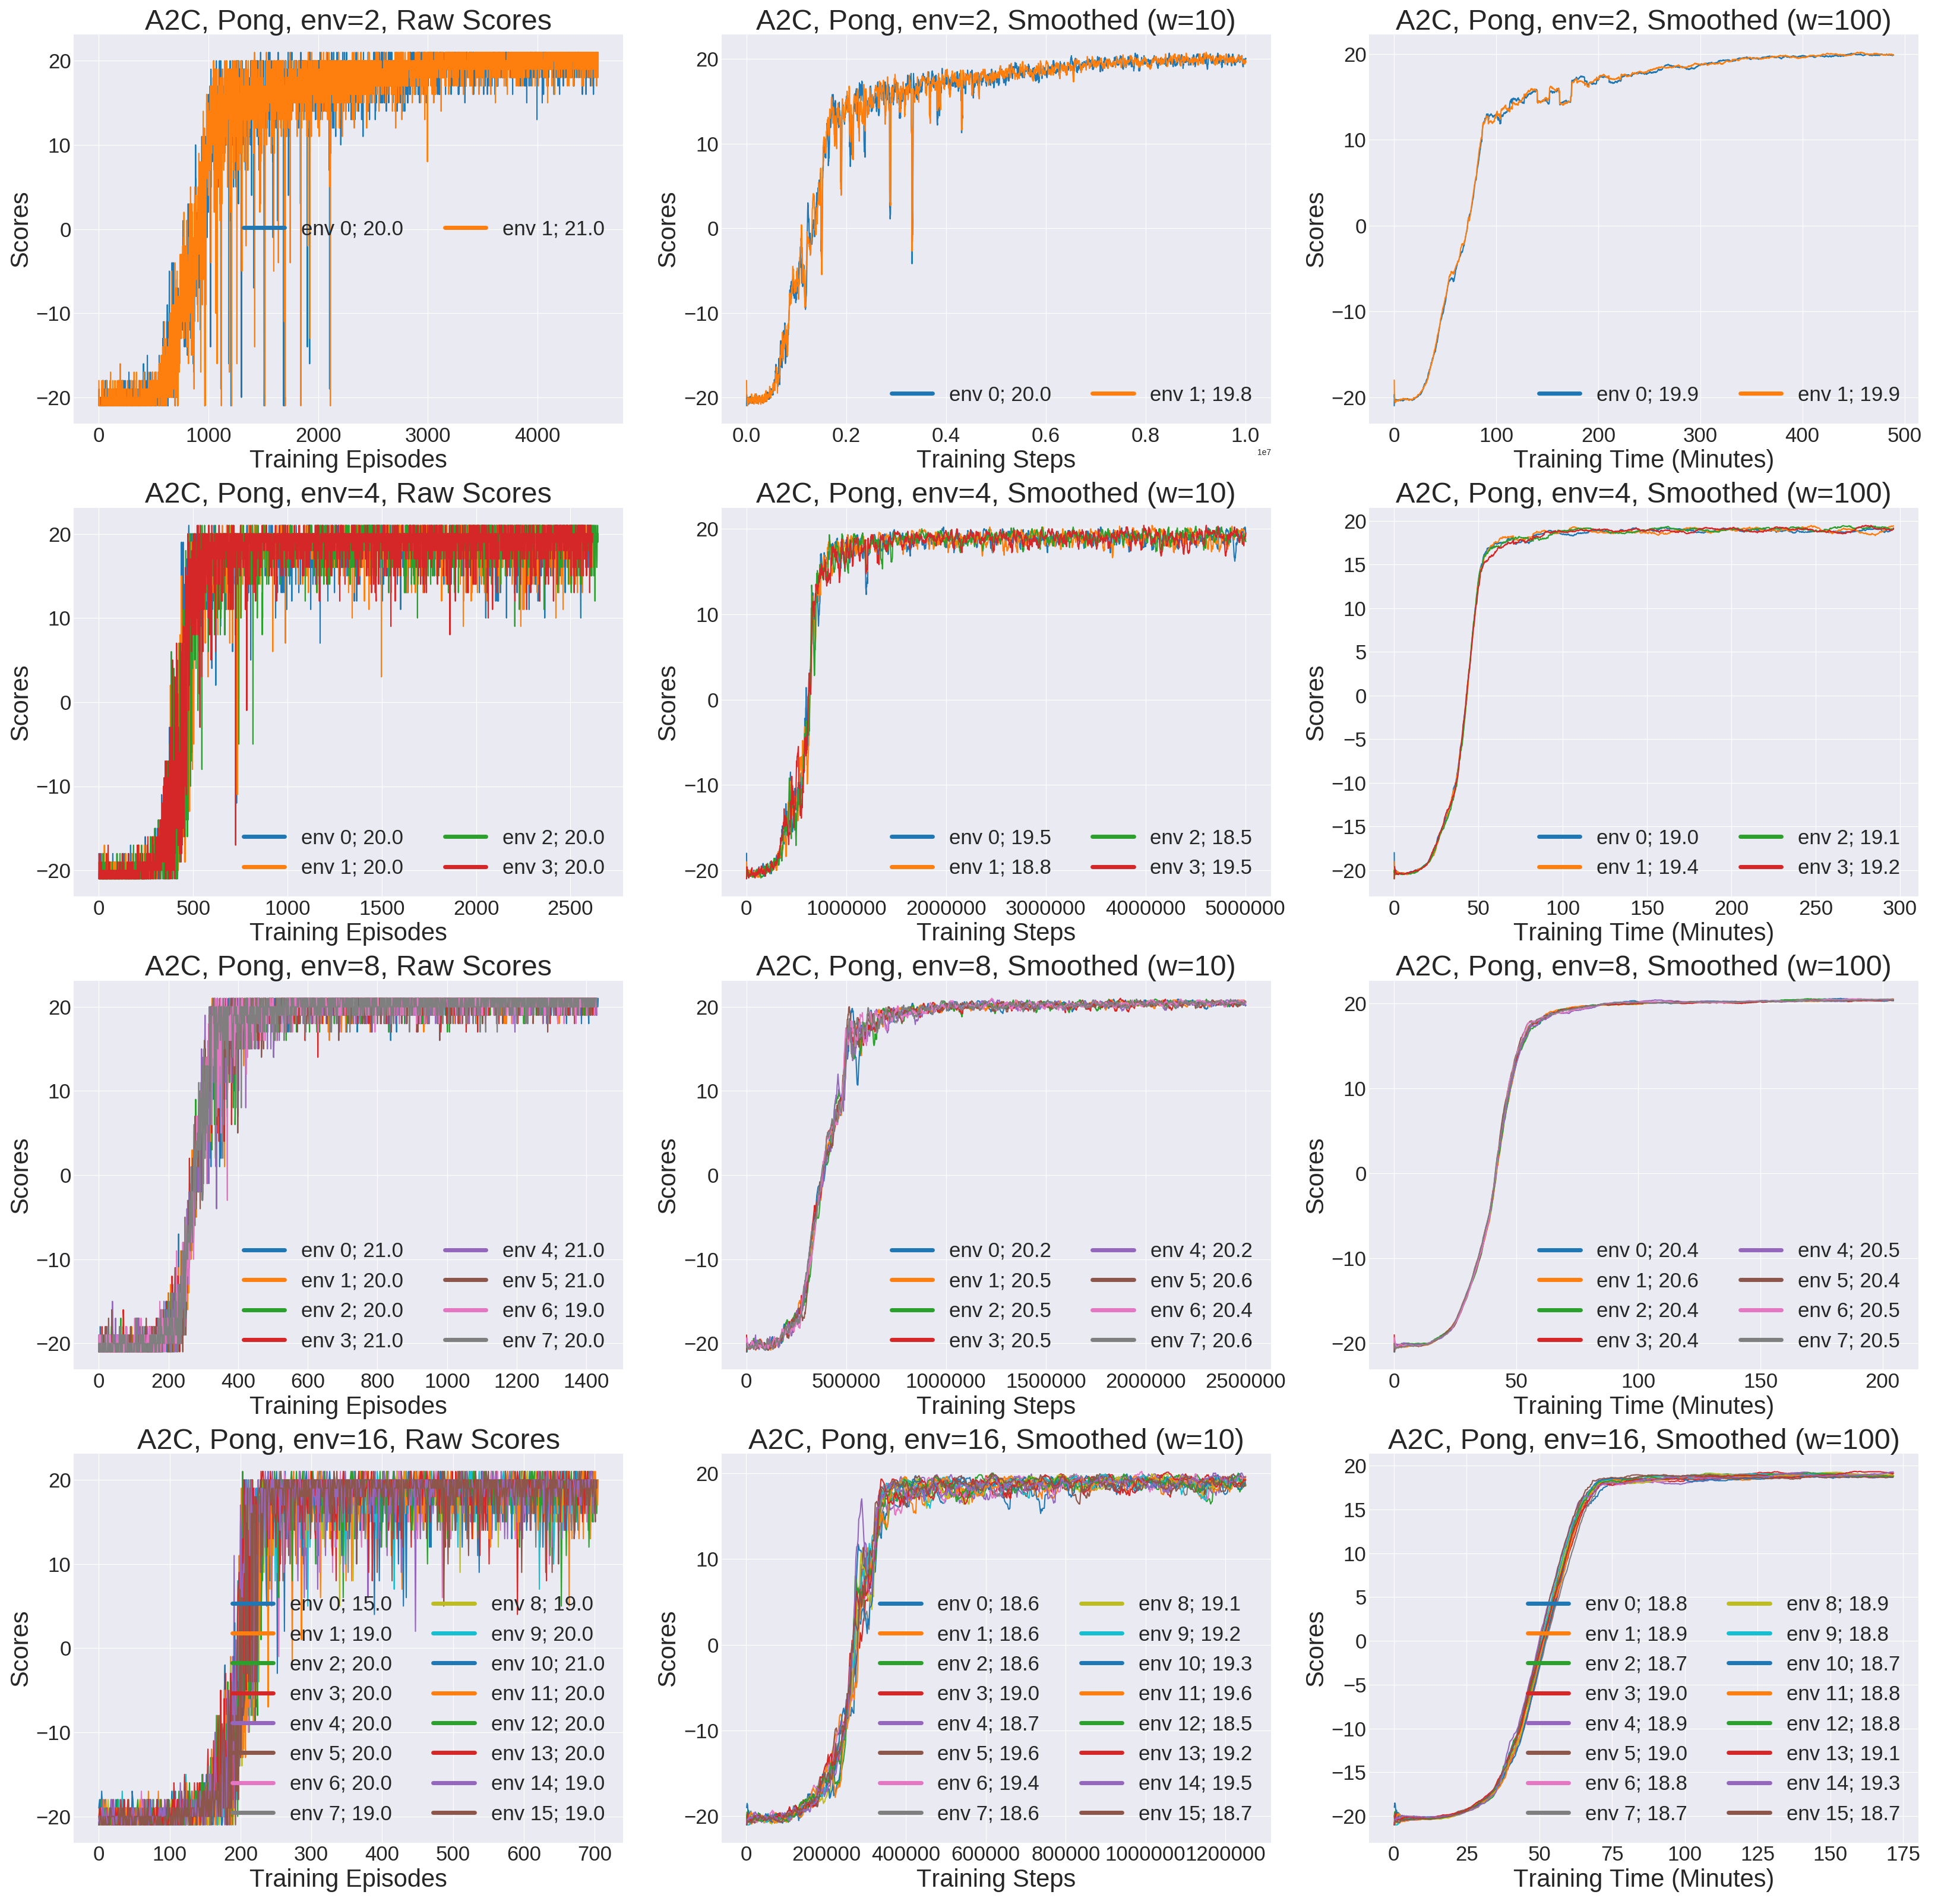 A2C, Pong, env=2, Raw Scores
Scores
20
10
0
−10
−20
env 0; 20.0 env 1; 21.0
0 1000 2000 3000 4000
Training Episodes
A2C, Pong, env=2, Smoothed (w=10)
Scores
20
10
0
−10
−20
env 0; 20.0 env 1; 19.8
0.0 0.2 0.4 0.6 0.8 1.0
1e7
Training Steps
A2C, Pong, env=2, Smoothed (w=100)
Scores
20
10
0
−10
−20
env 0; 19.9 env 1; 19.9
0 100 200 300 400 500
Training Time (Minutes)
A2C, Pong, env=4, Raw Scores
Scores
20
10
0
−10
−20
env 0; 20.0 env 2; 20.0
env 1; 20.0 env 3; 20.0
0 500 1000 1500 2000 2500
Training Episodes
A2C, Pong, env=4, Smoothed (w=10)
Scores
20
10
0
−10
−20
env 0; 19.5 env 2; 18.5
env 1; 18.8 env 3; 19.5
0 1000000 2000000 3000000 4000000 5000000
Training Steps
A2C, Pong, env=4, Smoothed (w=100)
Scores
20
15
10
5
0
−5
−10
−15
−20
env 0; 19.0 env 2; 19.1
env 1; 19.4 env 3; 19.2
0 50 100 150 200 250 300
Training Time (Minutes)
A2C, Pong, env=8, Raw Scores
Scores
20
10
0
−10
−20
env 0; 21.0 env 4; 21.0
env 1; 20.0 env 5; 21.0
env 2; 20.0 env 6; 19.0
env 3; 21.0 env 7; 20.0
0 200 400 600 800 1000 1200 1400
Training Episodes
A2C, Pong, env=8, Smoothed (w=10)
Scores
20
10
0
−10
−20
env 0; 20.2 env 4; 20.2
env 1; 20.5 env 5; 20.6
env 2; 20.5 env 6; 20.4
env 3; 20.5 env 7; 20.6
0 500000 1000000 1500000 2000000 2500000
Training Steps
A2C, Pong, env=8, Smoothed (w=100)
Scores
20
10
0
−10
−20
env 0; 20.4 env 4; 20.5
env 1; 20.6 env 5; 20.4
env 2; 20.4 env 6; 20.5
env 3; 20.4 env 7; 20.5
0 50 100 150 200
Training Time (Minutes)
A2C, Pong, env=16, Raw Scores
Scores
20
10
0
−10
−20
env 0; 15.0 env 8; 19.0
env 1; 19.0 env 9; 20.0
env 2; 20.0 env 10; 21.0
env 3; 20.0 env 11; 20.0
env 4; 20.0 env 12; 20.0
env 5; 20.0 env 13; 20.0
env 6; 20.0 env 14; 19.0
env 7; 19.0 env 15; 19.0
0 100 200 300 400 500 600 700
Training Episodes
A2C, Pong, env=16, Smoothed (w=10)
Scores
20
10
0
−10
−20
env 0; 18.6 env 8; 19.1
env 1; 18.6 env 9; 19.2
env 2; 18.6 env 10; 19.3
env 3; 19.0 env 11; 19.6
env 4; 18.7 env 12; 18.5
env 5; 19.6 env 13; 19.2
env 6; 19.4 env 14; 19.5
env 7; 18.6 env 15; 18.7
0 200000 400000 600000 800000 1000000 1200000
Training Steps
A2C, Pong, env=16, Smoothed (w=100)
Scores
20
15
10
5
0
−5
−10
−15
−20
env 0; 18.8 env 8; 18.9
env 1; 18.9 env 9; 18.8
env 2; 18.7 env 10; 18.7
env 3; 19.0 env 11; 18.8
env 4; 18.9 env 12; 18.8
env 5; 19.0 env 13; 19.1
env 6; 18.8 env 14; 19.3
env 7; 18.7 env 15; 18.7
0 25 50 75 100 125 150 175
Training Time (Minutes)